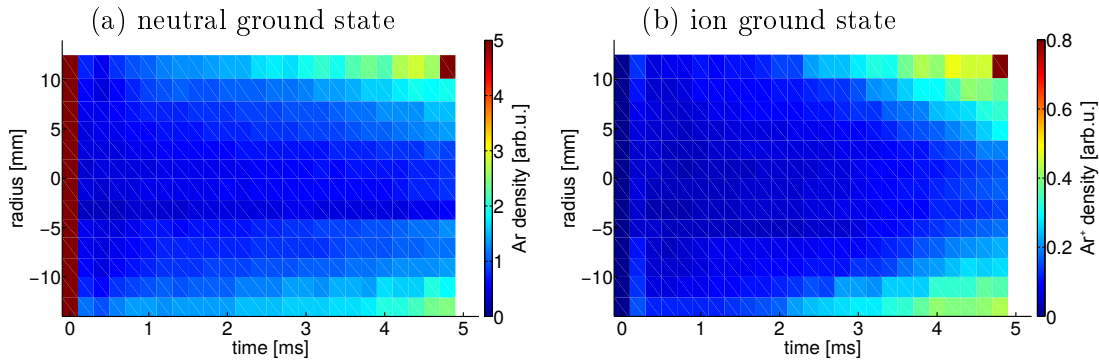 (a) neutral ground state
10
5
0
−5
−10
radius [mm]
0 1 2 3 4 5
time [ms]
5
4
3
2
1
0
Ar density [arb.u.]
(b) ion ground state
10
5
0
−5
−10
radius [mm]
0 1 2 3 4 5
time [ms]
0.8
0.6
0.4
0.2
0
Ar⁺ density [arb.u.]